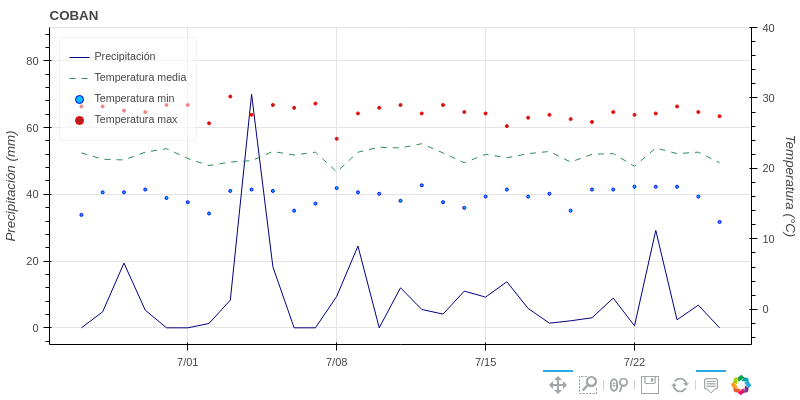 COBAN
Precipitación
Temperatura media
Temperatura min
Temperatura max
Precipitación (mm)
80
60
40
20
0
Temperatura (°C)
40
30
20
10
0
7/01
7/08
7/15
7/22